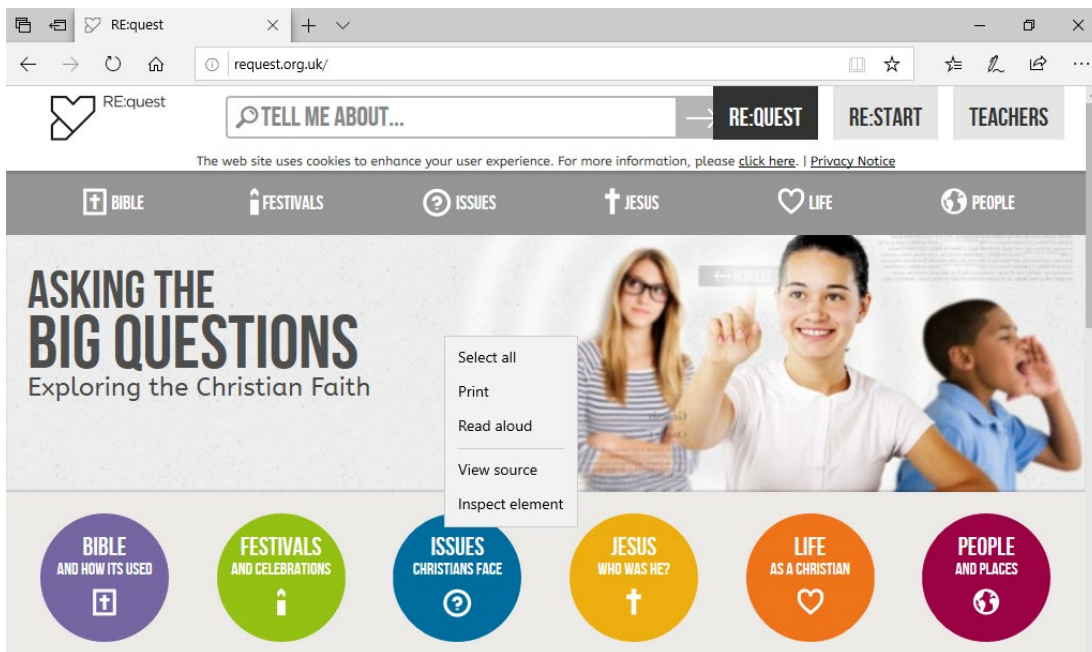 RE:quest
request.org.uk/
RE:quest
TELL ME ABOUT...
RE:QUEST
RE:START
TEACHERS
The web site uses cookies to enhance your user experience. For more information, please click here. | Privacy Notice
BIBLE
FESTIVALS
ISSUES
JESUS
LIFE
PEOPLE
ASKING THE
BIG QUESTIONS
Exploring the Christian Faith
Select all
Print
Read aloud
View source
Inspect element
BIBLE
AND HOW ITS USED
FESTIVALS
AND CELEBRATIONS
ISSUES
CHRISTIANS FACE
JESUS
WHO WAS HE?
LIFE
AS A CHRISTIAN
PEOPLE
AND PLACES